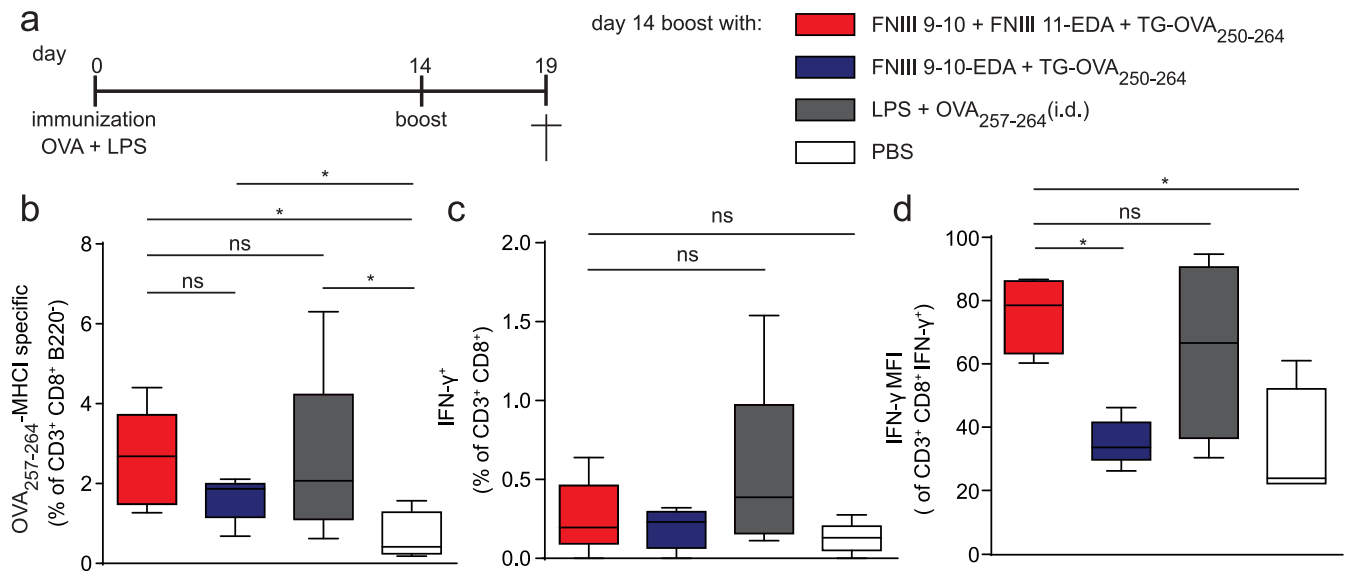 a
day
0 14 19
immunization
OVA + LPS
boost
day 14 boost with:
FNIII 9-10 + FNIII 11-EDA + TG-OVA250-264
FNIII 9-10-EDA + TG-OVA250-264
LPS + OVA257-264(i.d.)
PBS
b
OVA257-264-MHCI specific
(% of CD3+ CD8+ B220-)
8
6
4
2
0
*
*
ns
ns
*
c
IFN-γ+
(% of CD3+ CD8+)
2.0
1.5
1.0
0.5
0.0
ns
ns
d
IFN-γ MFI
( of CD3+ CD8+ IFN-γ+)
100
80
60
40
20
0
*
ns
*